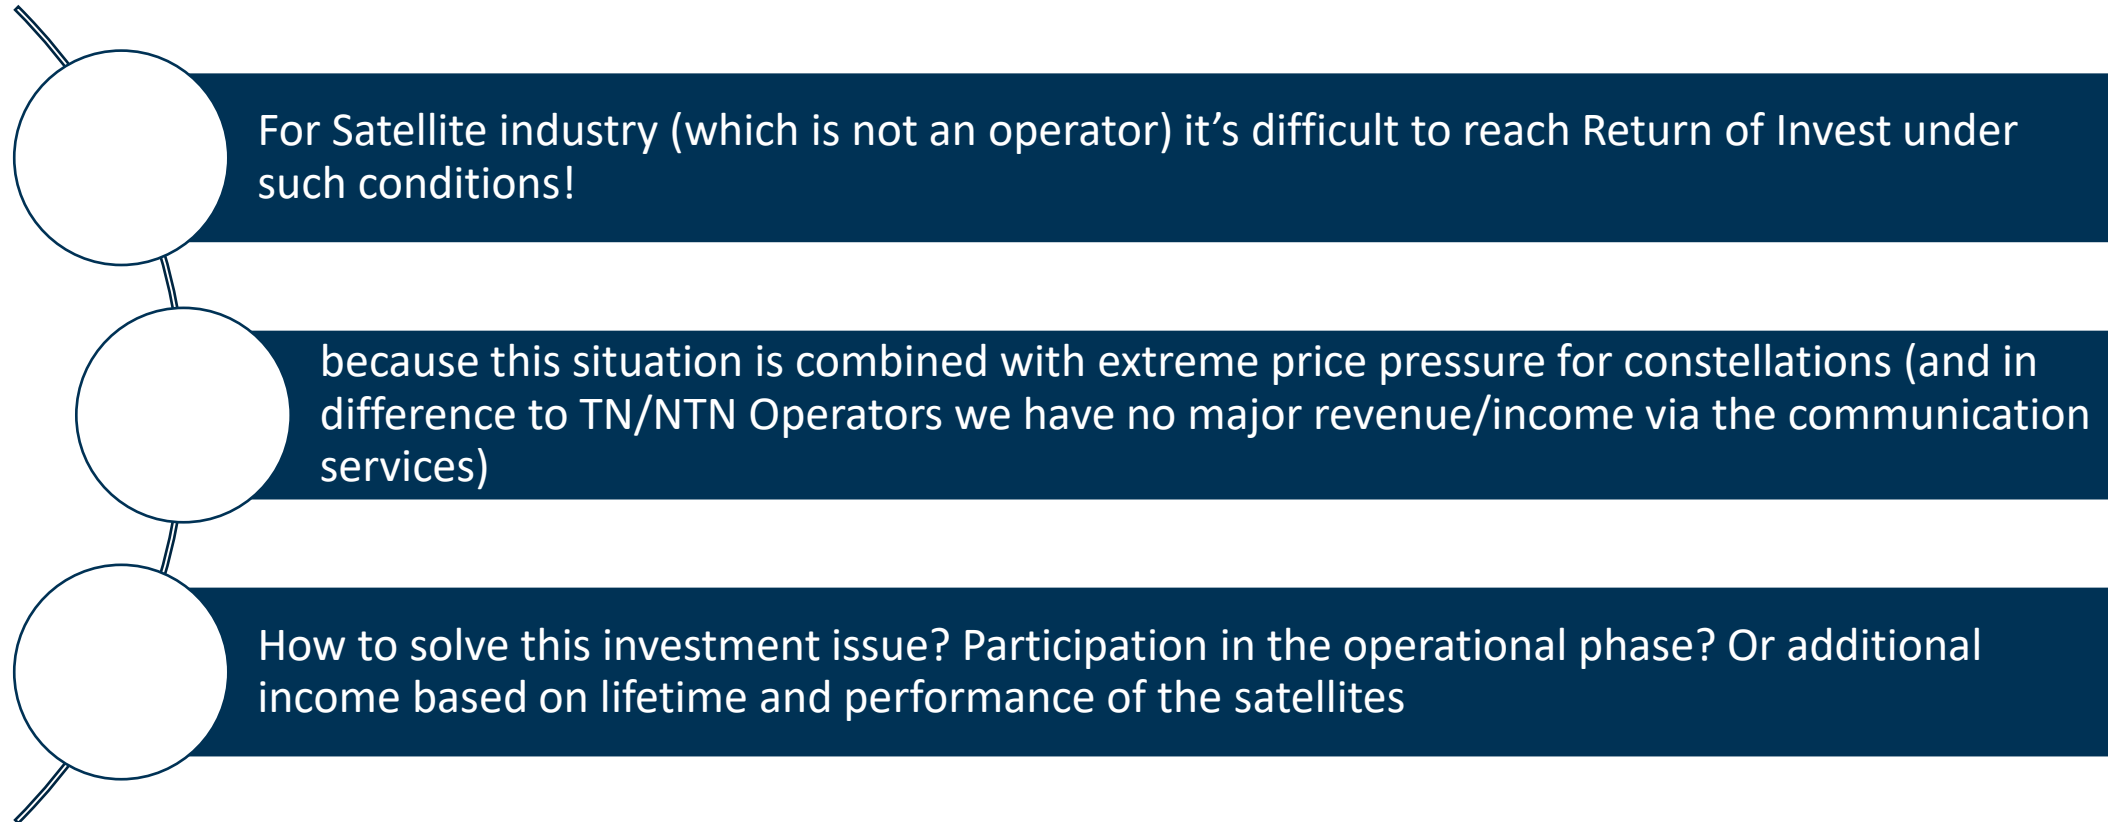 For Satellite industry (which is not an operator) it’s difficult to reach Return of Invest under
such conditions!
because this situation is combined with extreme price pressure for constellations (and in
difference to TN/NTN Operators we have no major revenue/income via the communication
services)
How to solve this investment issue? Participation in the operational phase? Or additional
income based on lifetime and performance of the satellites